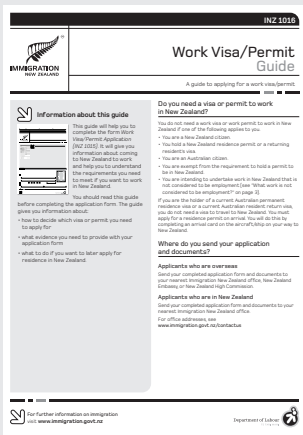 INZ 1016
IMMIGRATION
NEW ZEALAND
Work Visa/Permit
Guide
A guide to applying for a work visa/permit
Information about this guide
This guide will help you to
complete the form Work
Visa/Permit Application
(INZ 1015). It will give you
information about coming
to New Zealand to work
and help you to understand
the requirements you need
to meet if you want to work
in New Zealand.
You should read this guide
before completing the application form. The guide
gives you information about:
• how to decide which visa or permit you need
to apply for
• what evidence you need to provide with your
application form
• what to do if you want to later apply for
residence in New Zealand.
Do you need a visa or permit to work
in New Zealand?
You do not need a work visa or work permit to work in New
Zealand if one of the following applies to you.
• You are a New Zealand citizen.
• You hold a New Zealand residence permit or a returning
resident's visa.
• You are an Australian citizen.
• You are exempt from the requirement to hold a permit to
be in New Zealand.
• You are intending to undertake work in New Zealand that is
not considered to be employment (see "What work is not
considered to be employment?" on page 3).
If you are the holder of a current Australian permanent
residence visa or a current Australian resident return visa,
you do not need a visa to travel to New Zealand. You must
apply for a residence permit on arrival. You will do this by
completing an arrival card on the aircraft/ship on your way to
New Zealand.
Where do you send your application
and documents?
Applicants who are overseas
Send your completed application form and documents to
your nearest Immigration New Zealand office, New Zealand
Embassy, or New Zealand High Commission.
Applicants who are in New Zealand
Send your completed application form and documents to your
nearest Immigration New Zealand office.
For office addresses, see
www.immigration.govt.nz/contactus
For further information on immigration
visit www.immigration.govt.nz
Department of Labour